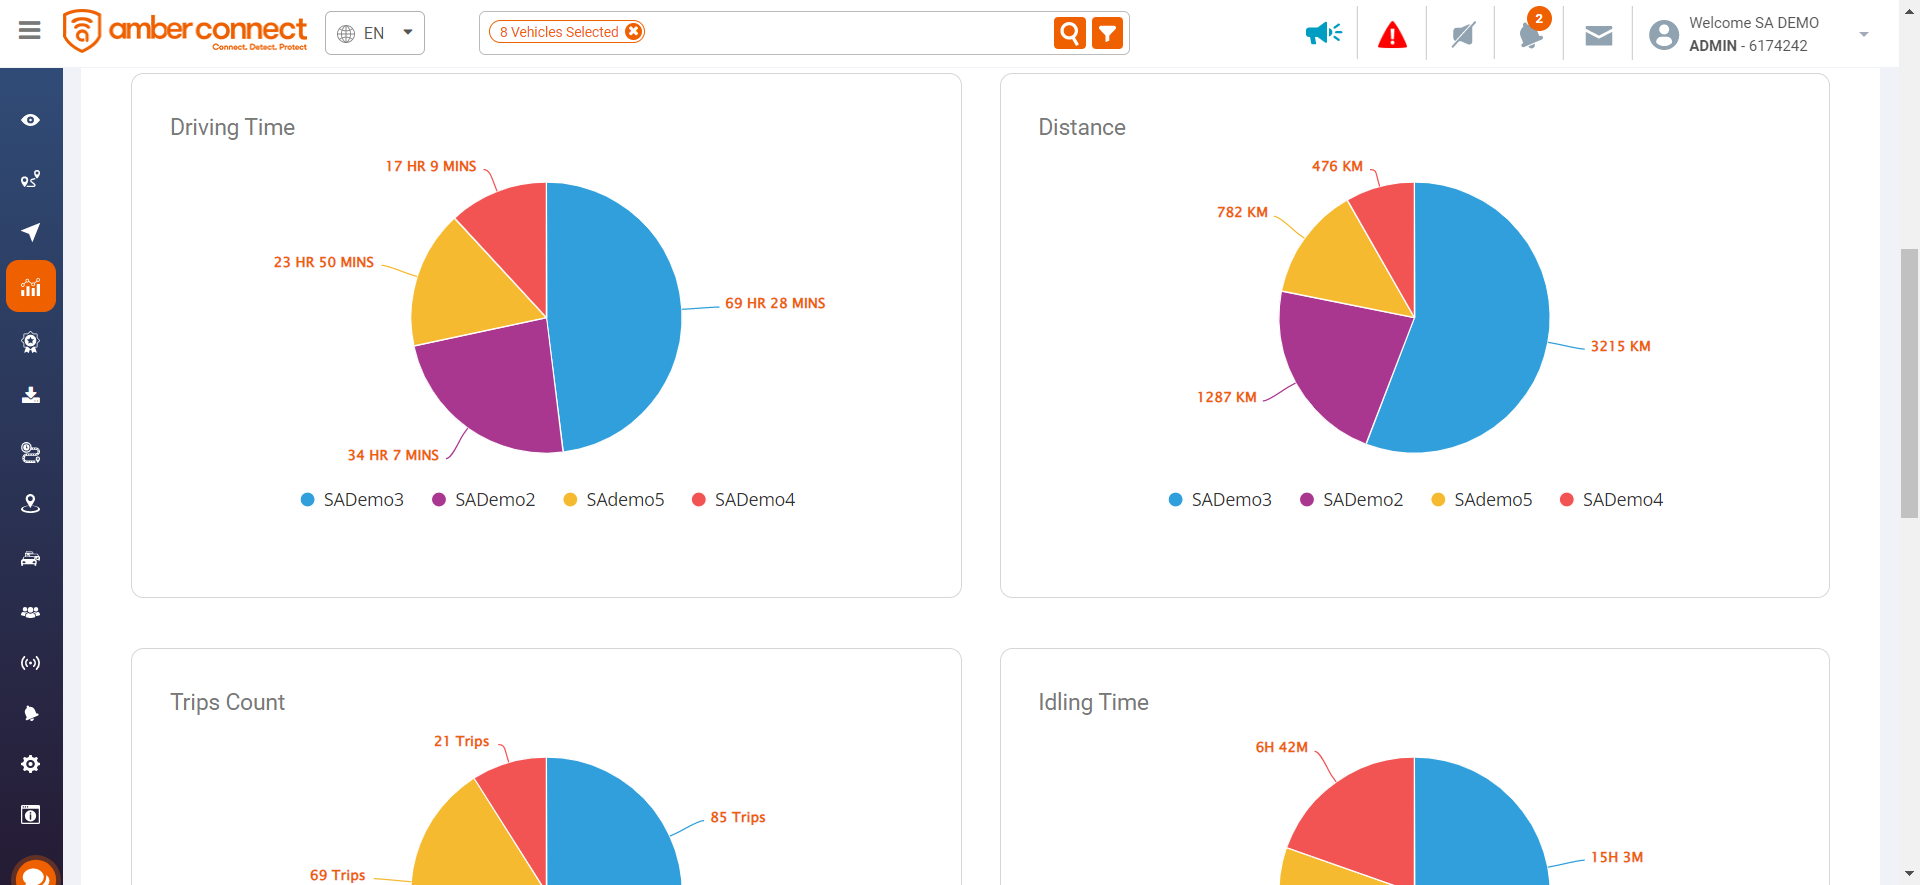 amber connect
Connect. Detect. Protect
EN
8 Vehicles Selected
2
Welcome SA DEMO
ADMIN - 6174242
Driving Time
17 HR 9 MINS
23 HR 50 MINS
69 HR 28 MINS
34 HR 7 MINS
SADemo3 SADemo2 SAdemo5 SADemo4
Distance
476 KM
782 KM
3215 KM
1287 KM
SADemo3 SADemo2 SAdemo5 SADemo4
Trips Count
21 Trips
85 Trips
69 Trips
Idling Time
6H 42M
15H 3M